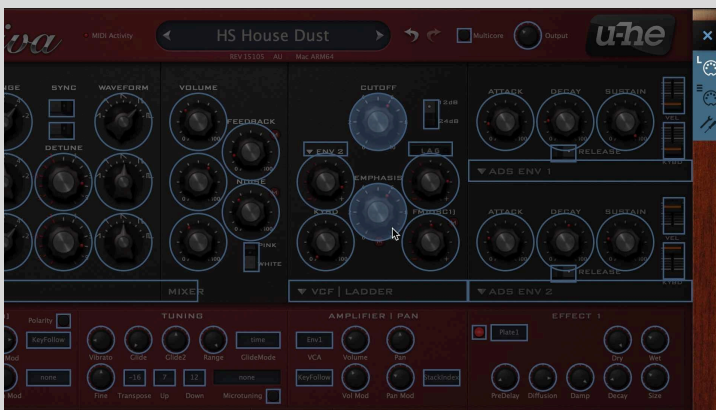 iva
MIDI Activity
HS House Dust
Multicore
Output
u-he
REV 15105 AU Mac ARM64
SYNC
WAVEFORM
DETUNE
VOLUME
FEEDBACK
NOISE
PINK
WHITE
MIXER
CUTOFF
12dB
24dB
ENV 2
LAG
EMPHASIS
KYBD
VCF | LADDER
ATTACK DECAY SUSTAIN
VEL
RELEASE
KYBD
ADS ENV 1
ATTACK DECAY SUSTAIN
VEL
RELEASE
KYBD
ADS ENV 2
L
E
Polarity
KeyFollow
Mod
none
Mod
TUNING
time
Vibrato Glide Glide2 Range GlideMode
-16 7 12 none
Fine Transpose Up Down Microtuning
AMPLIFIER | PAN
Env1
VCA Volume Pan
KeyFollow StackIndex
Vol Mod Pan Mod
EFFECT 1
Plate1
Dry Wet
PreDelay Diffusion Damp Decay Size